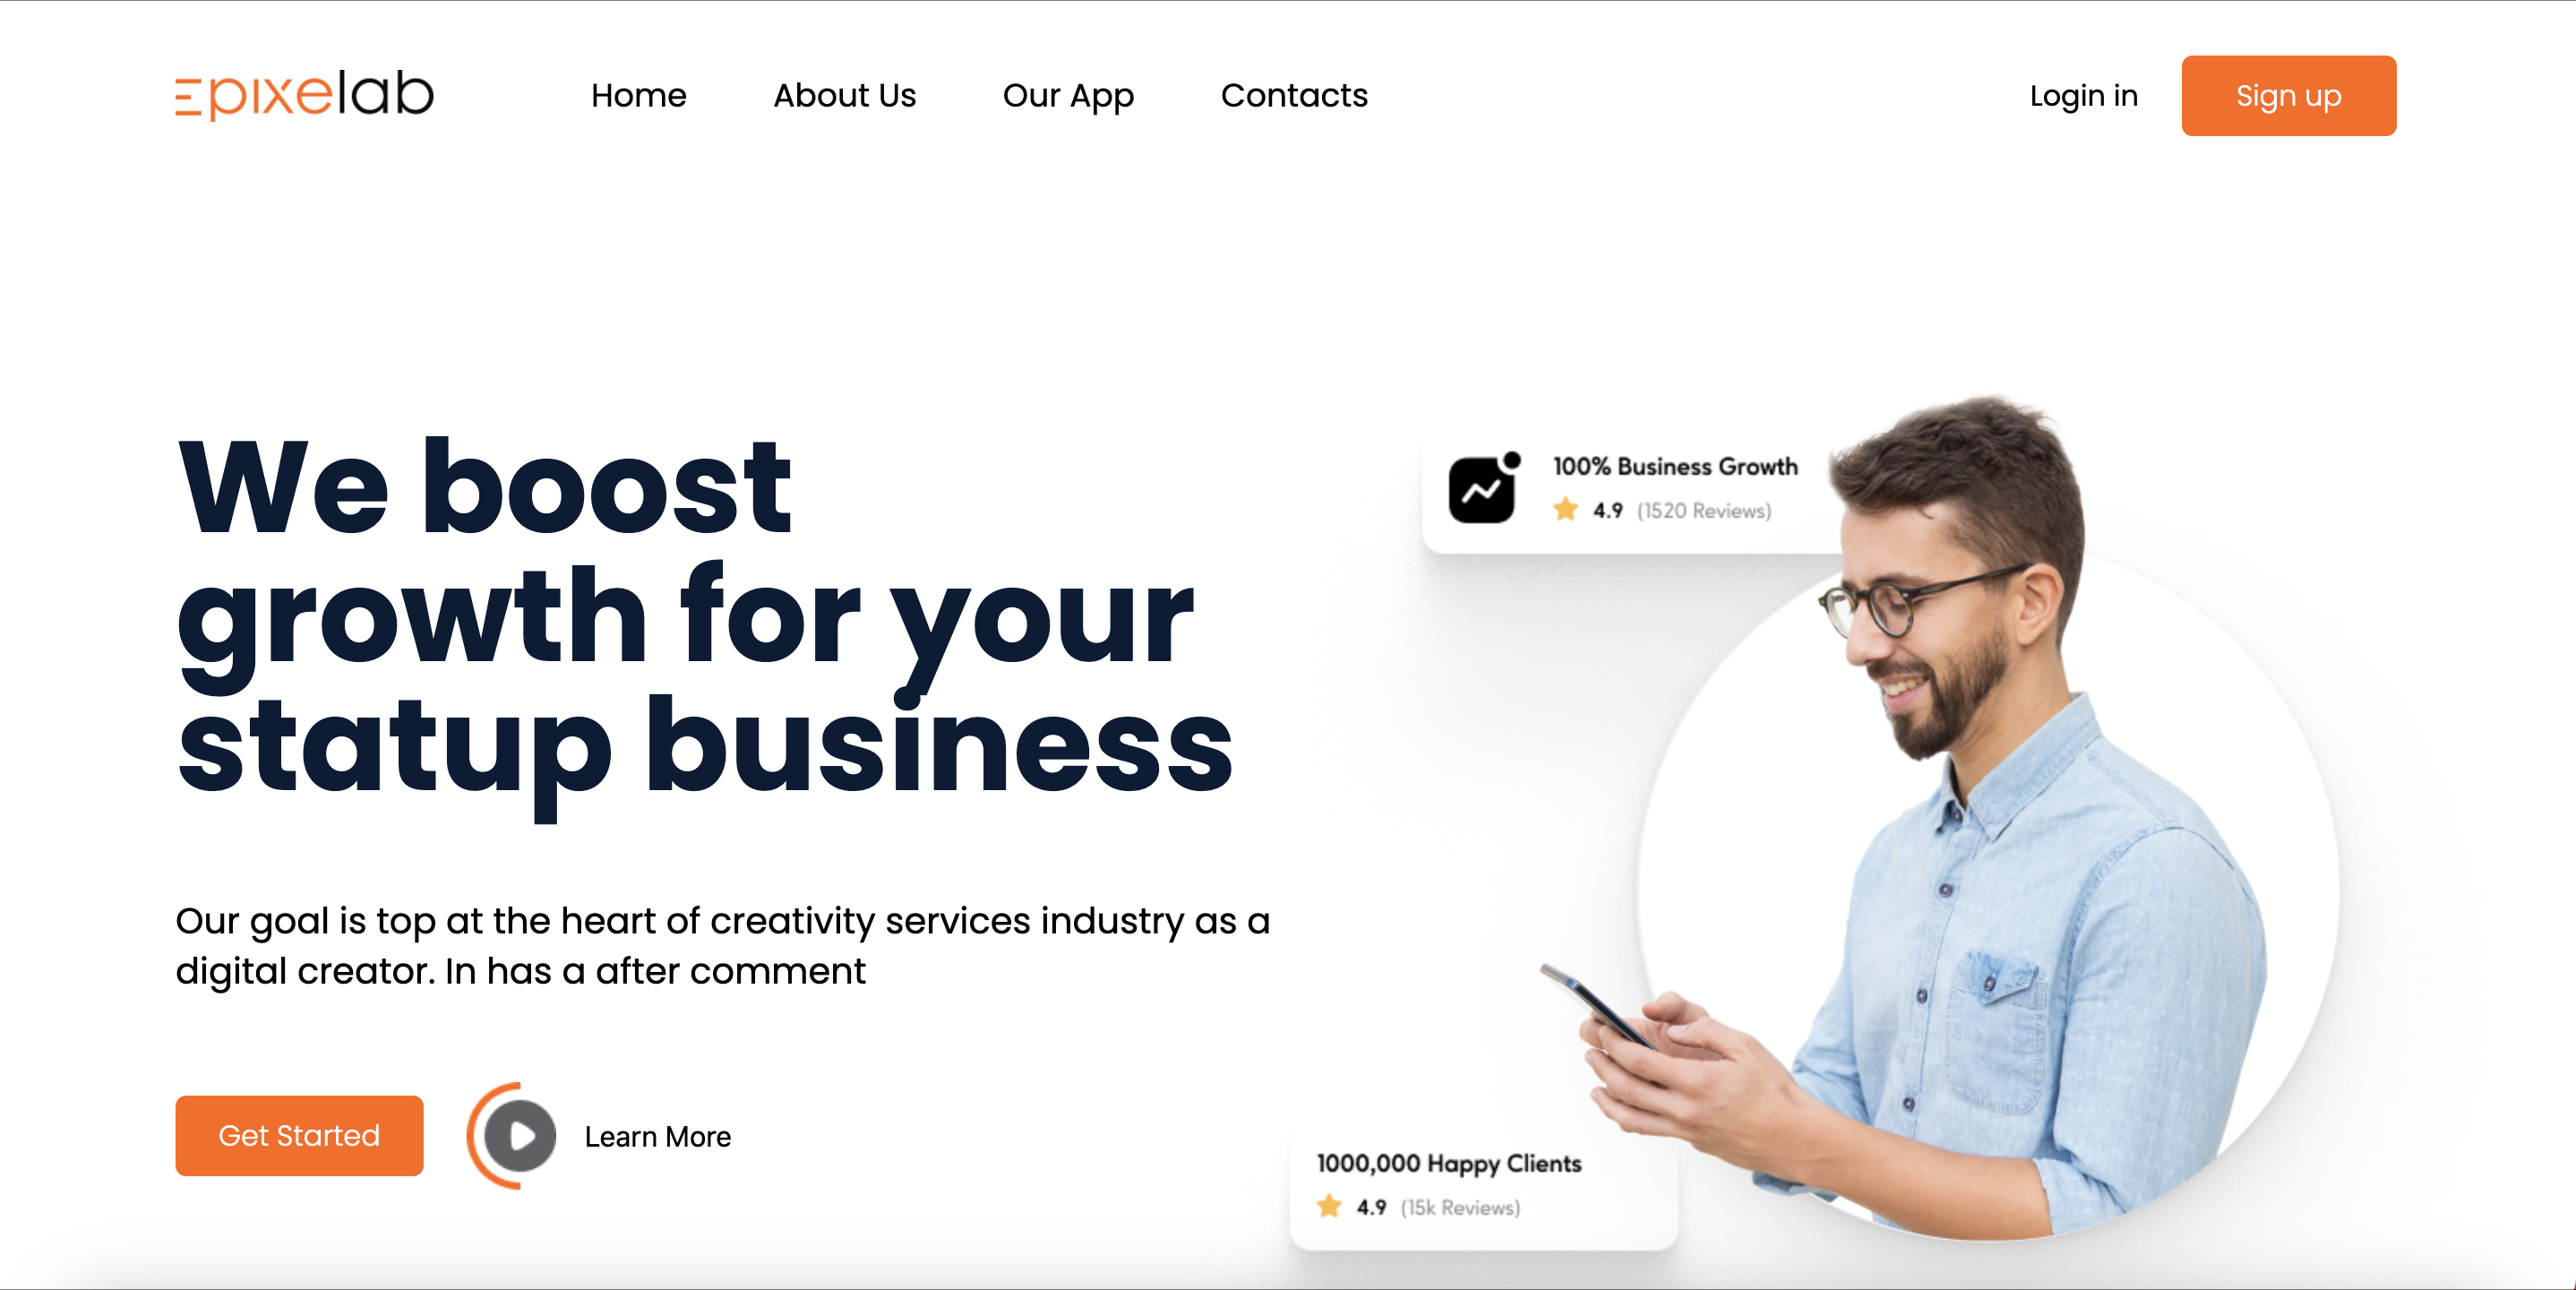 Epixelab
Home
About Us
Our App
Contacts
Login in
Sign up
We boost
growth for your
statup business
Our goal is top at the heart of creativity services industry as a
digital creator. In has a after comment
Get Started
Learn More
100% Business Growth
4.9 (1520 Reviews)
1000,000 Happy Clients
4.9 (15k Reviews)